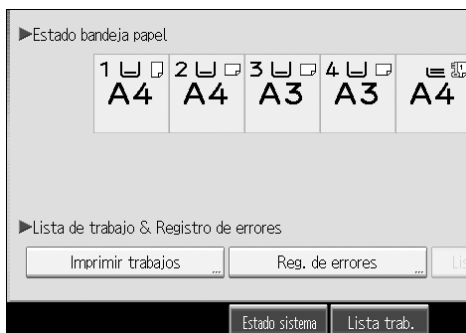 ▶Estado bandeja papel
1 2 3 4
A4 A4 A3 A3 A4
▶Lista de trabajo & Registro de errores
Imprimir trabajos ... Reg. de errores ...
Estado sistema Lista trab.